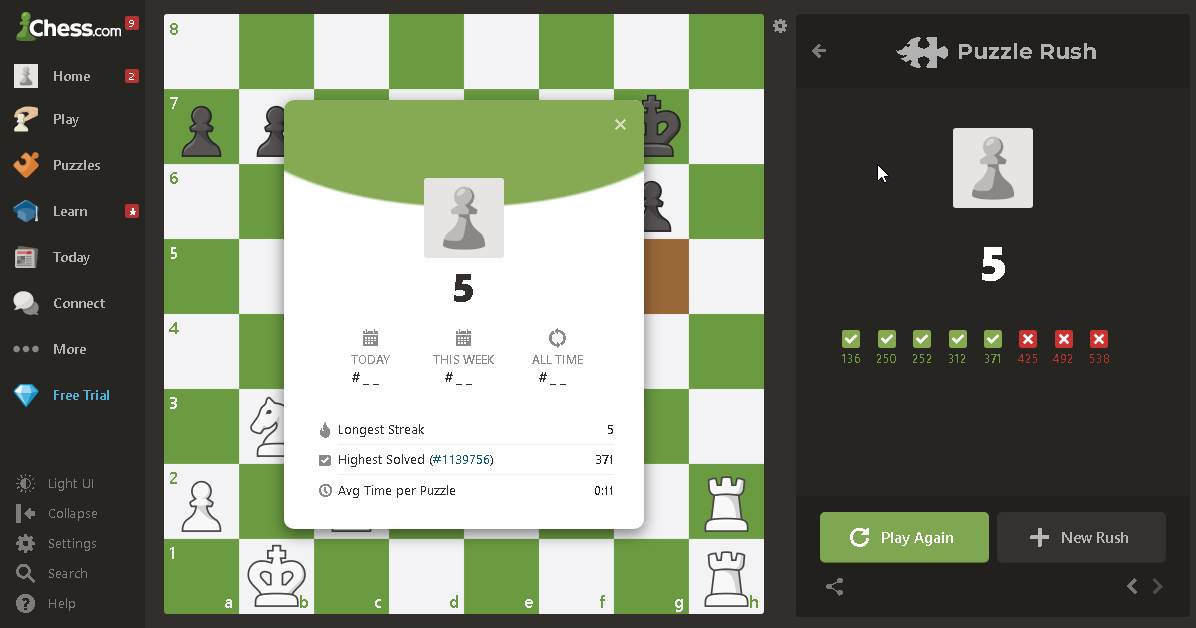 Chess.com 9
Home 2
Play
Puzzles
Learn
Today
Connect
More
Free Trial
Light UI
Collapse
Settings
Search
Help
8
7
6
5
4
3
2
1
a b c d e f g h
5
TODAY THIS WEEK ALL TIME
#_ _ #_ _ #_ _
Longest Streak 5
Highest Solved (#1139756) 371
Avg Time per Puzzle 0:11
Puzzle Rush
5
136 250 252 312 371 425 492 538
Play Again New Rush